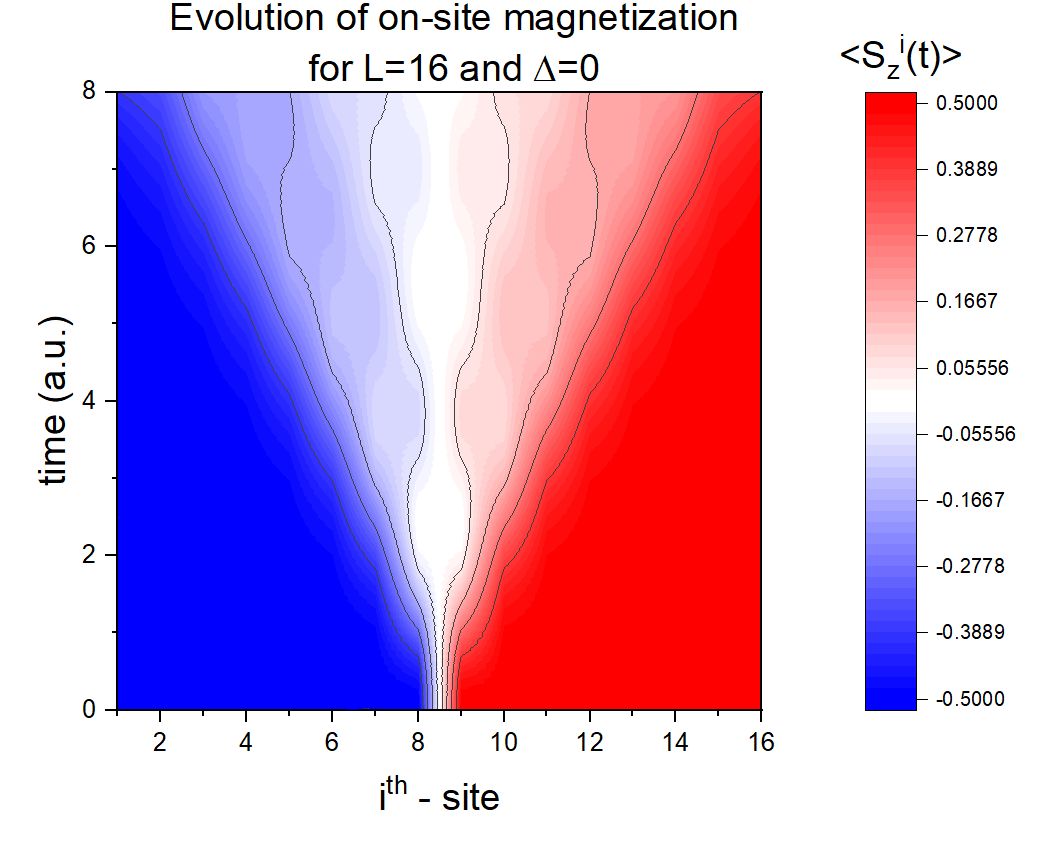 Evolution of on-site magnetization
for L=16 and Δ=0
<S_z^i(t)>
8
6
4
2
0
time (a.u.)
2 4 6 8 10 12 14 16
i^th - site
0.5000
0.3889
0.2778
0.1667
0.05556
-0.05556
-0.1667
-0.2778
-0.3889
-0.5000